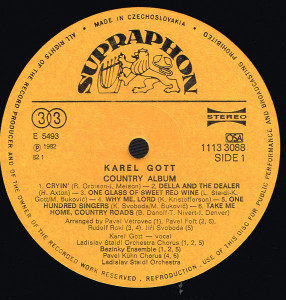 MADE IN CZECHOSLOVAKIA
ALL RIGHTS OF THE RECORD PRODUCER AND OF THE OWNER OF THE RECORDED WORK RESERVED . REPRODUCTION . USE OF THIS DISC FOR PUBLIC PERFORMANCE AND BROADCASTING PROHIBITED
SUPRAPHON
33
E 5493
℗ 1982
82 1
STEREO
OSA
1113 3088
SIDE 1
KAREL GOTT
COUNTRY ALBUM
1. CRYIN' (R. Orbison-J. Melson) — 2. DELLA AND THE DEALER
(H. Axton) — 3. ONE GLASS OF SWEET RED WINE (L. Staidl-K.
Gott/M. Buković) — 4. WHY ME, LORD (K. Kristofferson) — 5. ONE
HUNDRED SINGERS (K. Svoboda/M. Buković) — 6. TAKE ME
HOME, COUNTRY ROADS (B. Danoff-T. Nivert-J. Denver)
Arranged by Pavel Větrovec (1, 4), Pavel Fořt (2, 6),
Rudolf Rokl (3), Jiří Svoboda (5)
Karel Gott — vocal
Ladislav Štaidl Orchestra Chorus (1, 2, 5)
Bezinky Ensemble (1)
Pavel Kühn Chorus (4, 6)
Ladislav Štaidl Orchestra